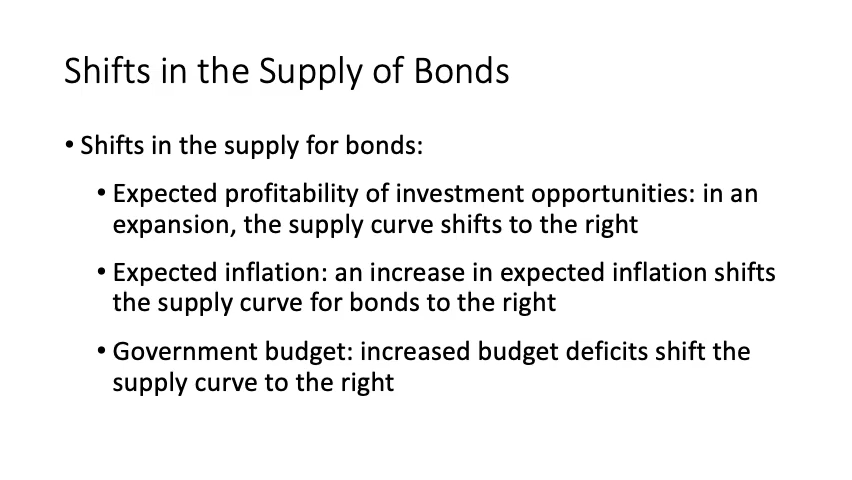 Shifts in the Supply of Bonds
• Shifts in the supply for bonds:
• Expected profitability of investment opportunities: in an
expansion, the supply curve shifts to the right
• Expected inflation: an increase in expected inflation shifts
the supply curve for bonds to the right
• Government budget: increased budget deficits shift the
supply curve to the right